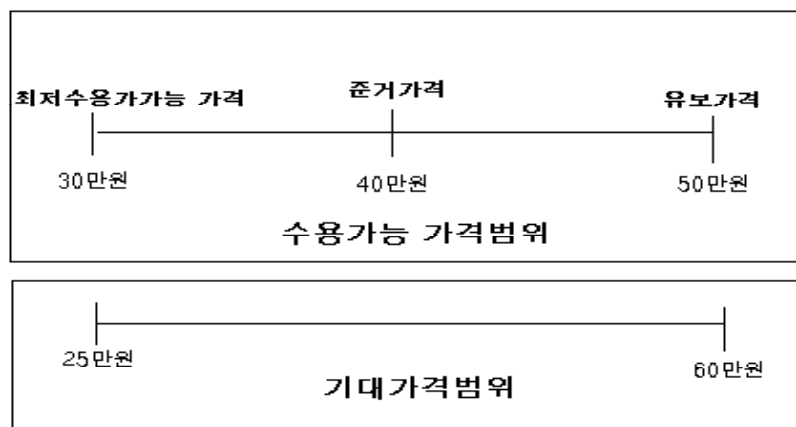 최저수용가가능 가격
준거가격
유보가격
30만원
40만원
50만원
수용가능 가격범위
25만원
60만원
기대가격범위